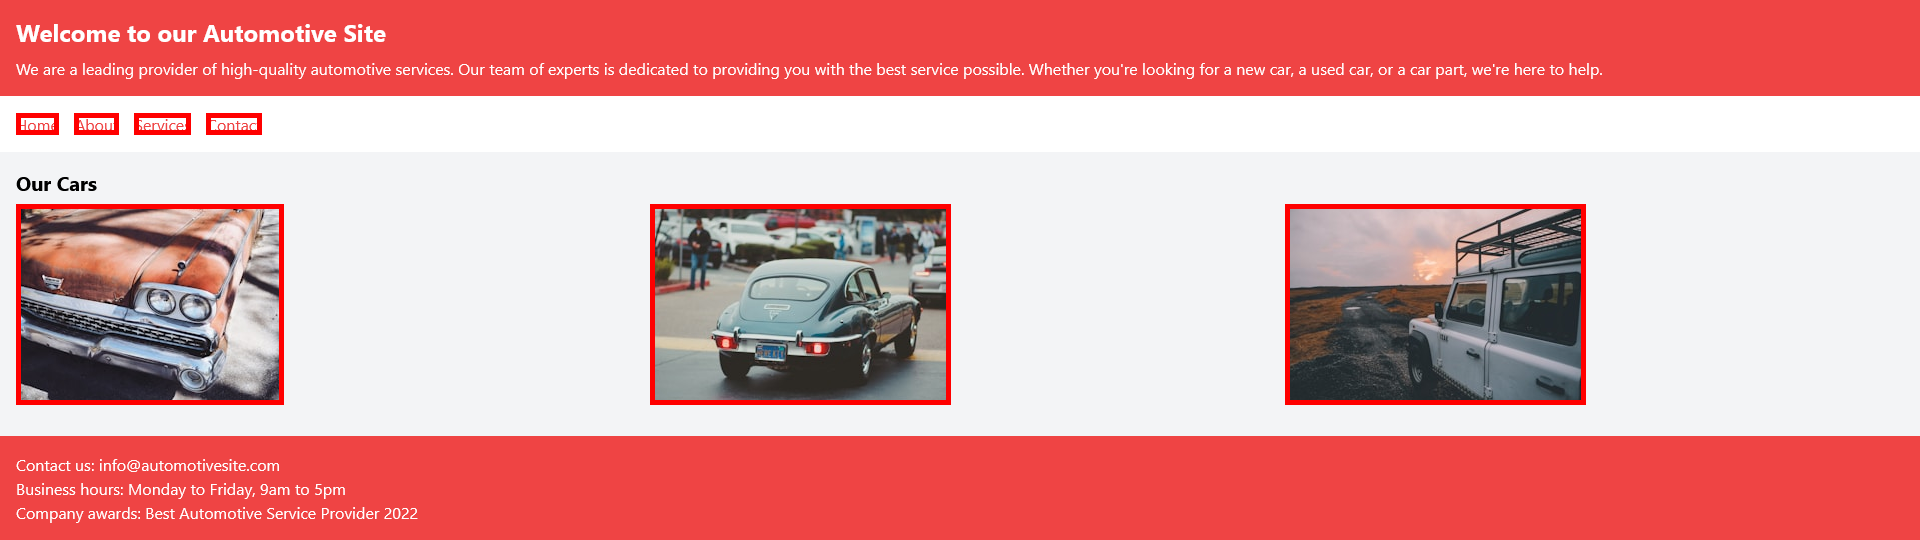 Welcome to our Automotive Site
We are a leading provider of high-quality automotive services. Our team of experts is dedicated to providing you with the best service possible. Whether you're looking for a new car, a used car, or a car part, we're here to help.
Home About Services Contact
Our Cars
Contact us: info@automotivesite.com
Business hours: Monday to Friday, 9am to 5pm
Company awards: Best Automotive Service Provider 2022